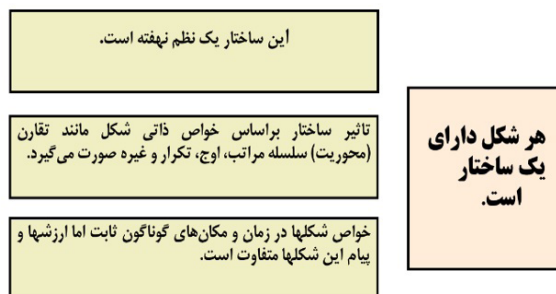 هر شکل دارای
یک ساختار
است.
این ساختار یک نظم نهفته است.
تاثیر ساختار براساس خواص ذاتی شکل مانند تقارن
(محوریت) سلسله مراتب، اوج، تکرار و غیره صورت می‌گیرد.
خواص شکلها در زمان و مکان‌های گوناگون ثابت اما ارزشها و
پیام این شکلها متفاوت است.